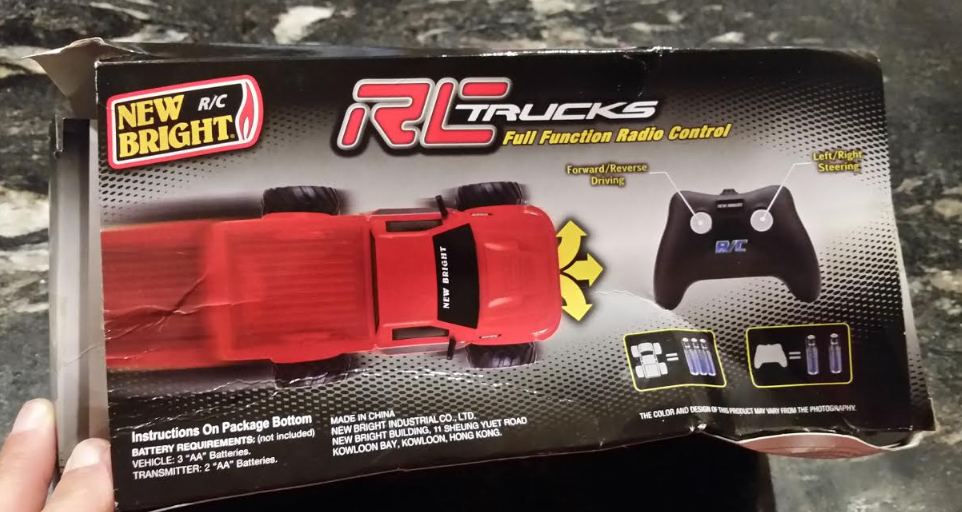 NEW R/C
BRIGHT®
RC TRUCKS
Full Function Radio Control
Forward/Reverse
Driving
Left/Right
Steering
NEW BRIGHT
NEW BRIGHT
R/C
=
=
THE COLOR AND DESIGN OF THIS PRODUCT MAY VARY FROM THE PHOTOGRAPHY.
Instructions On Package Bottom
BATTERY REQUIREMENTS: (not included)
VEHICLE: 3 "AA" Batteries.
TRANSMITTER: 2 "AA" Batteries.
MADE IN CHINA
NEW BRIGHT INDUSTRIAL CO., LTD.
NEW BRIGHT BUILDING, 11 SHEUNG YUET ROAD
KOWLOON BAY, KOWLOON, HONG KONG.